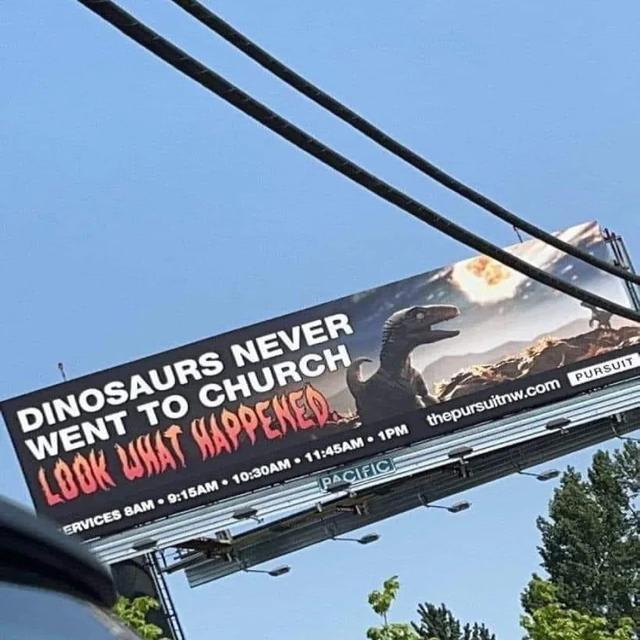 DINOSAURS NEVER
WENT TO CHURCH
LOOK WHAT HAPPENED.
ERVICES 8AM • 9:15AM • 10:30AM • 11:45AM • 1PM
thepursuitnw.com
PURSUIT
PACIFIC